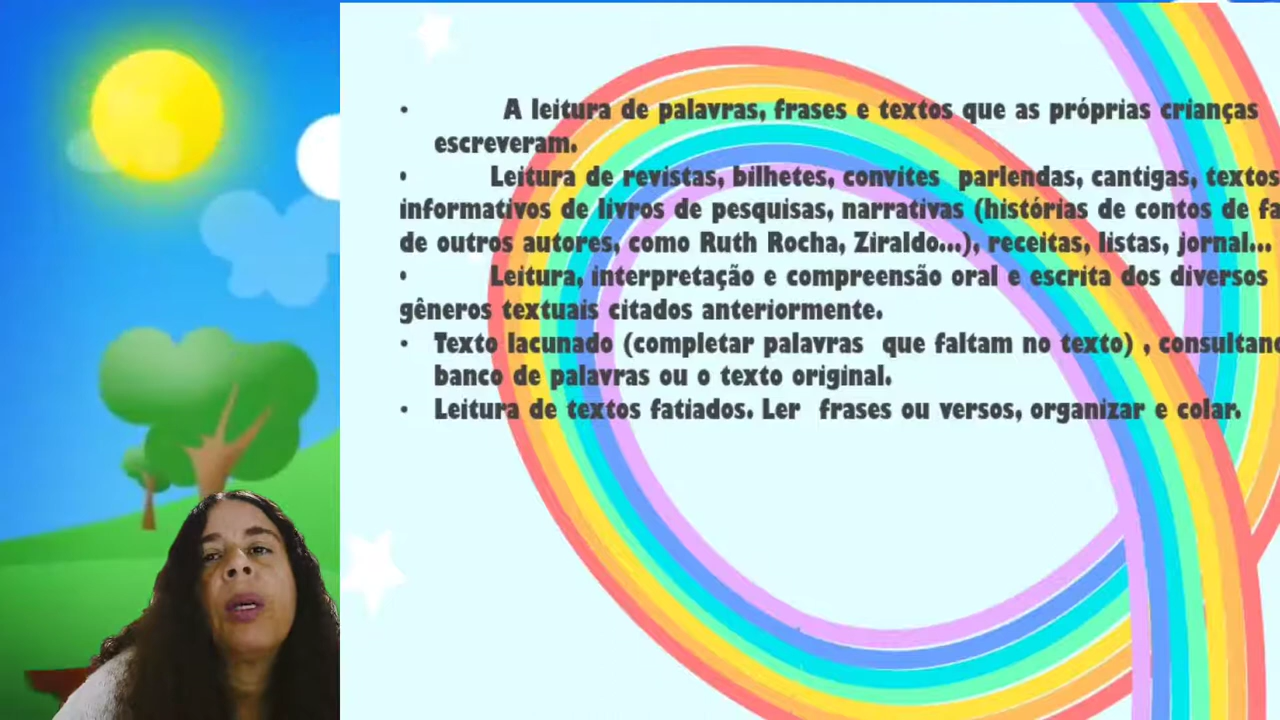 • A leitura de palavras, frases e textos que as próprias crianças
escreveram.
• Leitura de revistas, bilhetes, convites parlendas, cantigas, textos
informativos de livros de pesquisas, narrativas (histórias de contos de
de outros autores, como Ruth Rocha, Ziraldo...), receitas, listas, jornal...
• Leitura, interpretação e compreensão oral e escrita dos diversos
gêneros textuais citados anteriormente.
• Texto lacunado (completar palavras que faltam no texto) ,
banco de palavras ou o texto original.
• Leitura de textos fatiados. Ler frases ou versos, organizar e colar.